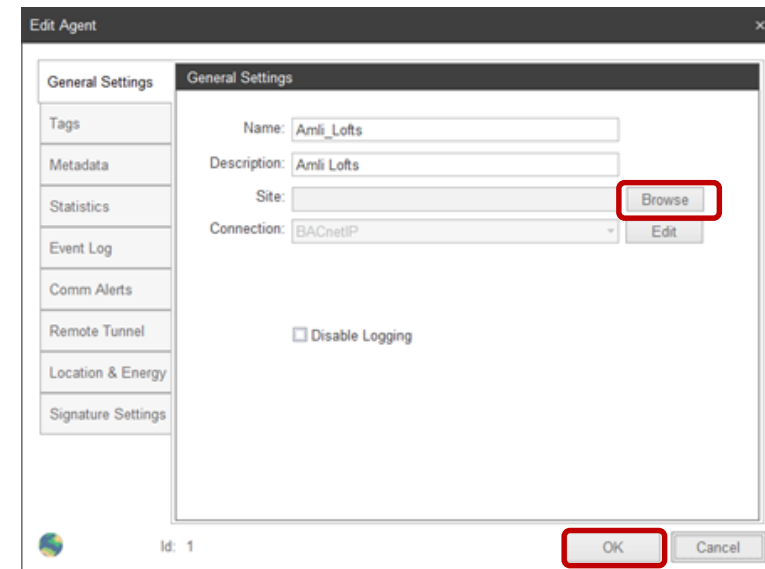 Edit Agent ×
General Settings
Tags
Metadata
Statistics
Event Log
Comm Alerts
Remote Tunnel
Location & Energy
Signature Settings
General Settings
Name: Amli_Lofts
Description: Amli Lofts
Site: Browse
Connection: BACnetIP Edit
Disable Logging
Id: 1 OK Cancel